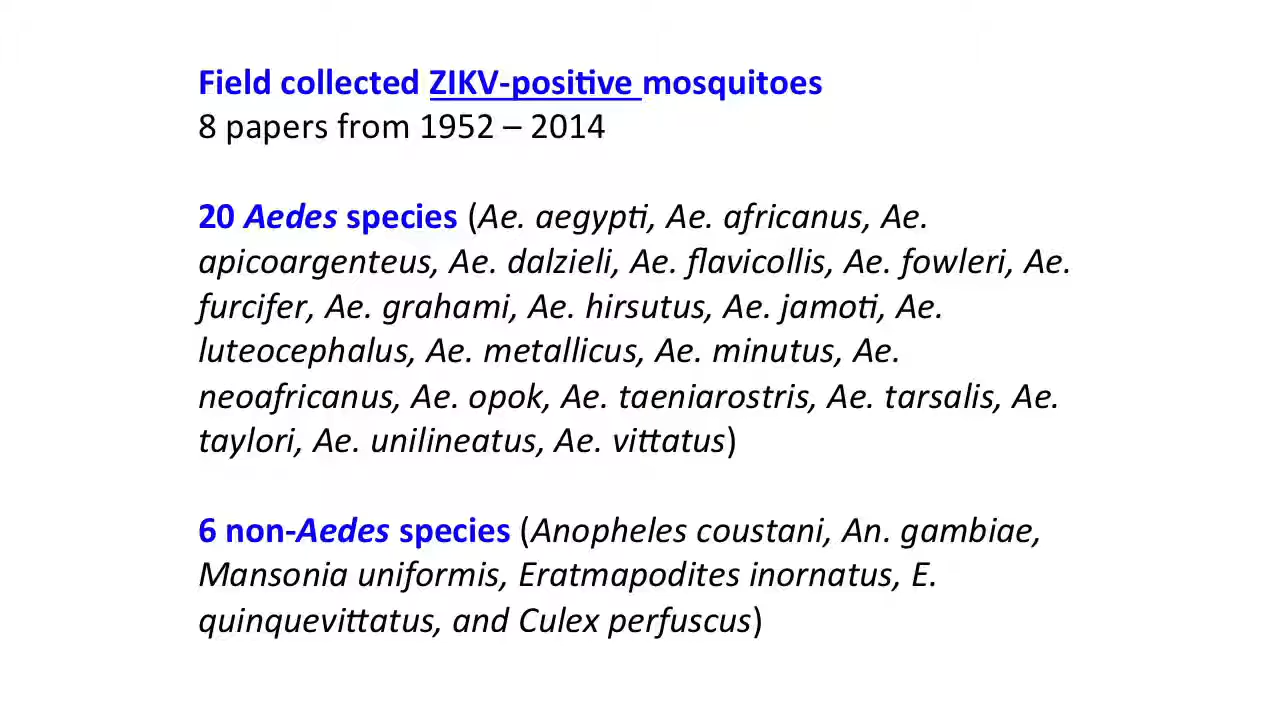 Field collected ZIKV-positive mosquitoes
8 papers from 1952 – 2014
20 Aedes species (Ae. aegypti, Ae. africanus, Ae.
apicoargenteus, Ae. dalzieli, Ae. flavicollis, Ae. fowleri, Ae.
furcifer, Ae. grahami, Ae. hirsutus, Ae. jamoti, Ae.
luteocephalus, Ae. metallicus, Ae. minutus, Ae.
neoafricanus, Ae. opok, Ae. taeniarostris, Ae. tarsalis, Ae.
taylori, Ae. unilineatus, Ae. vittatus)
6 non-Aedes species (Anopheles coustani, An. gambiae,
Mansonia uniformis, Eratmapodites inornatus, E.
quinquevittatus, and Culex perfuscus)